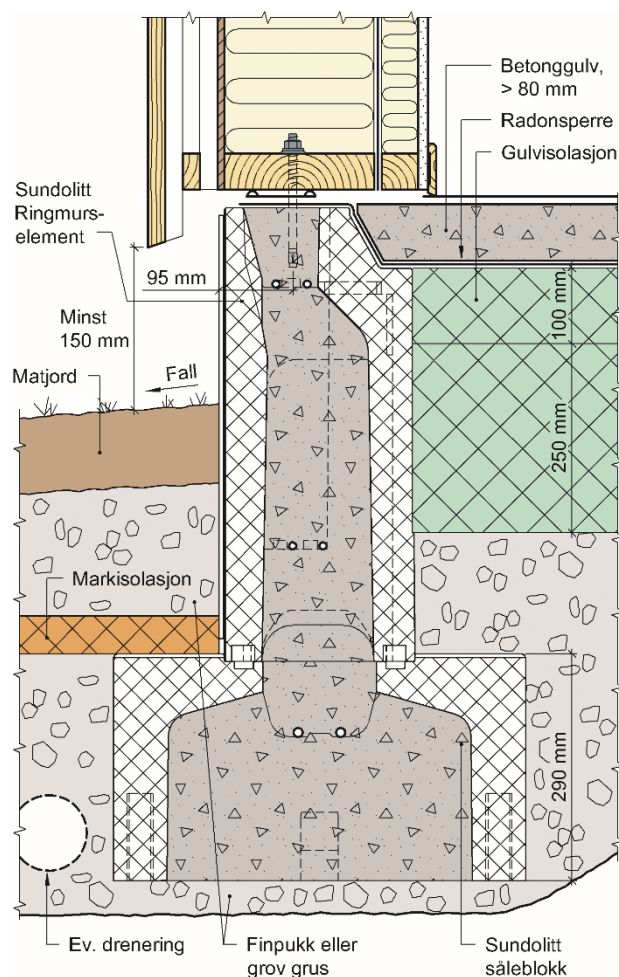 Betonggulv,
> 80 mm
Radonsperre
Gulvisolasjon
Sundolitt
Ringmurs-
element
95 mm
Minst
150 mm
Fall
Matjord
100 mm
250 mm
Markisolasjon
290 mm
Ev. drenering
Finpukk eller
grov grus
Sundolitt
såleblokk